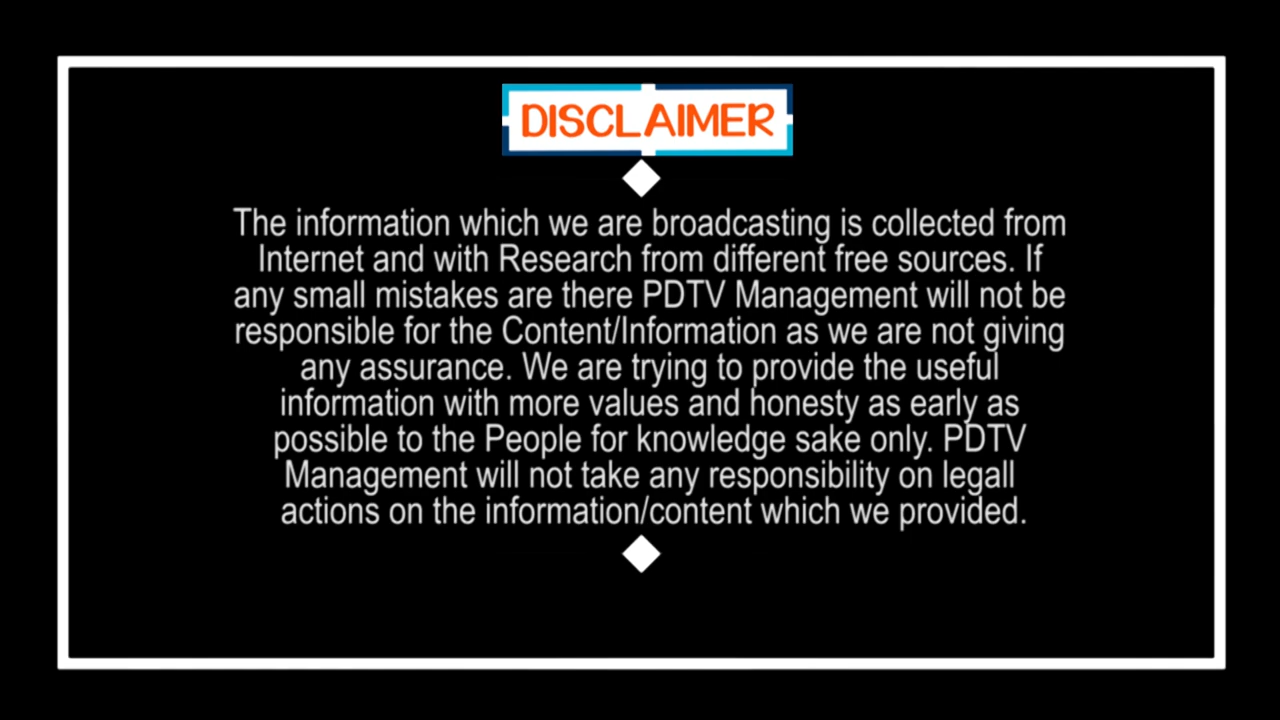 DISCLAIMER
The information which we are broadcasting is collected from
Internet and with Research from different free sources. If
any small mistakes are there PDTV Management will not be
responsible for the Content/Information as we are not giving
any assurance. We are trying to provide the useful
information with more values and honesty as early as
possible to the People for knowledge sake only. PDTV
Management will not take any responsibility on legall
actions on the information/content which we provided.